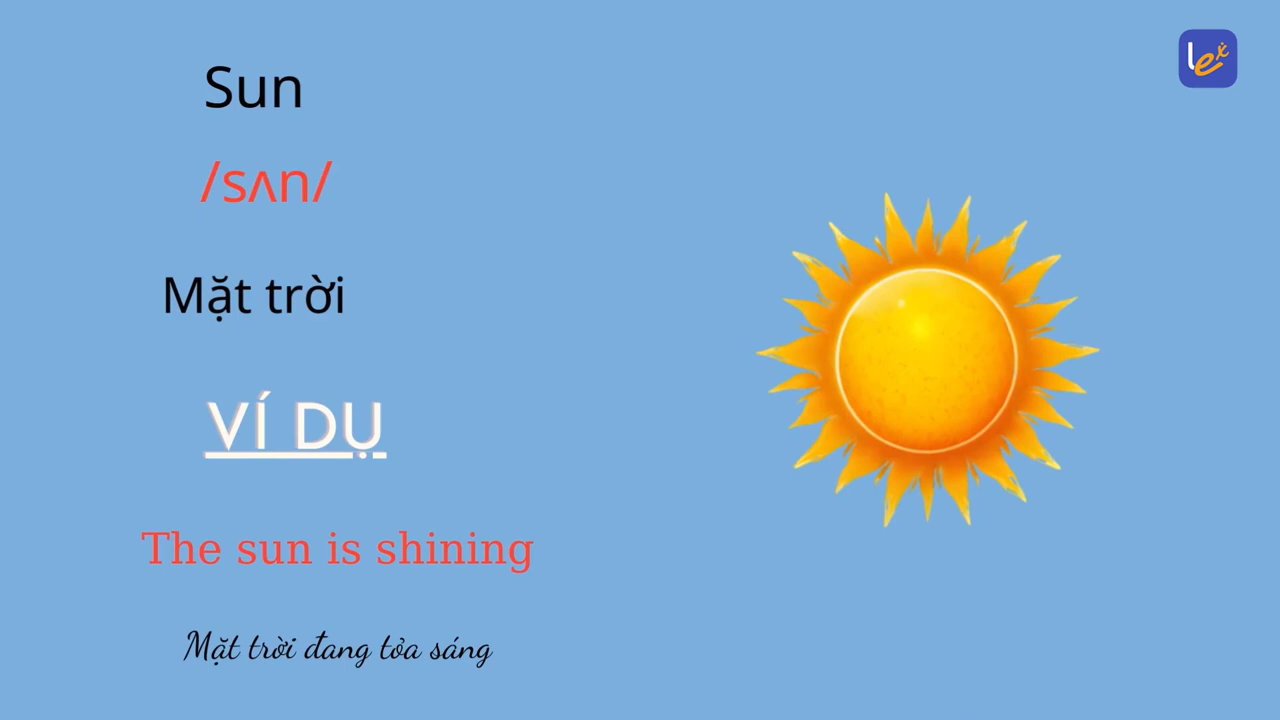 Sun
/sʌn/
Mặt trời
VÍ DỤ
The sun is shining
Mặt trời đang tỏa sáng